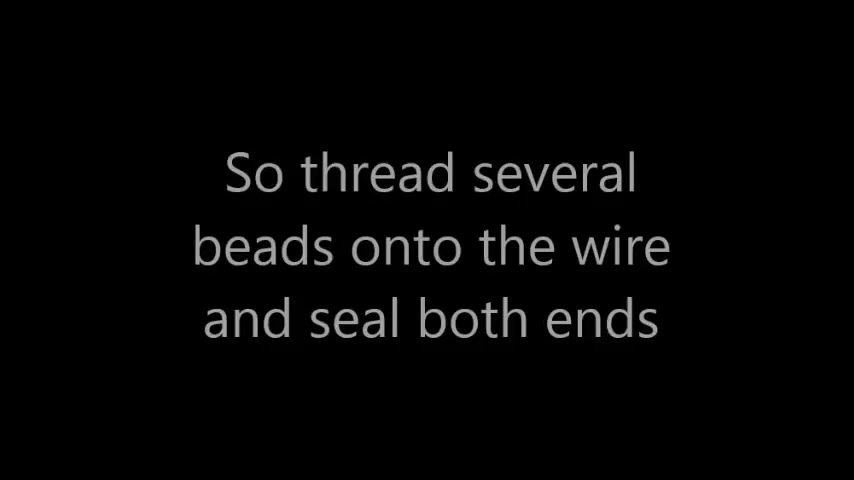 So thread several
beads onto the wire
and seal both ends